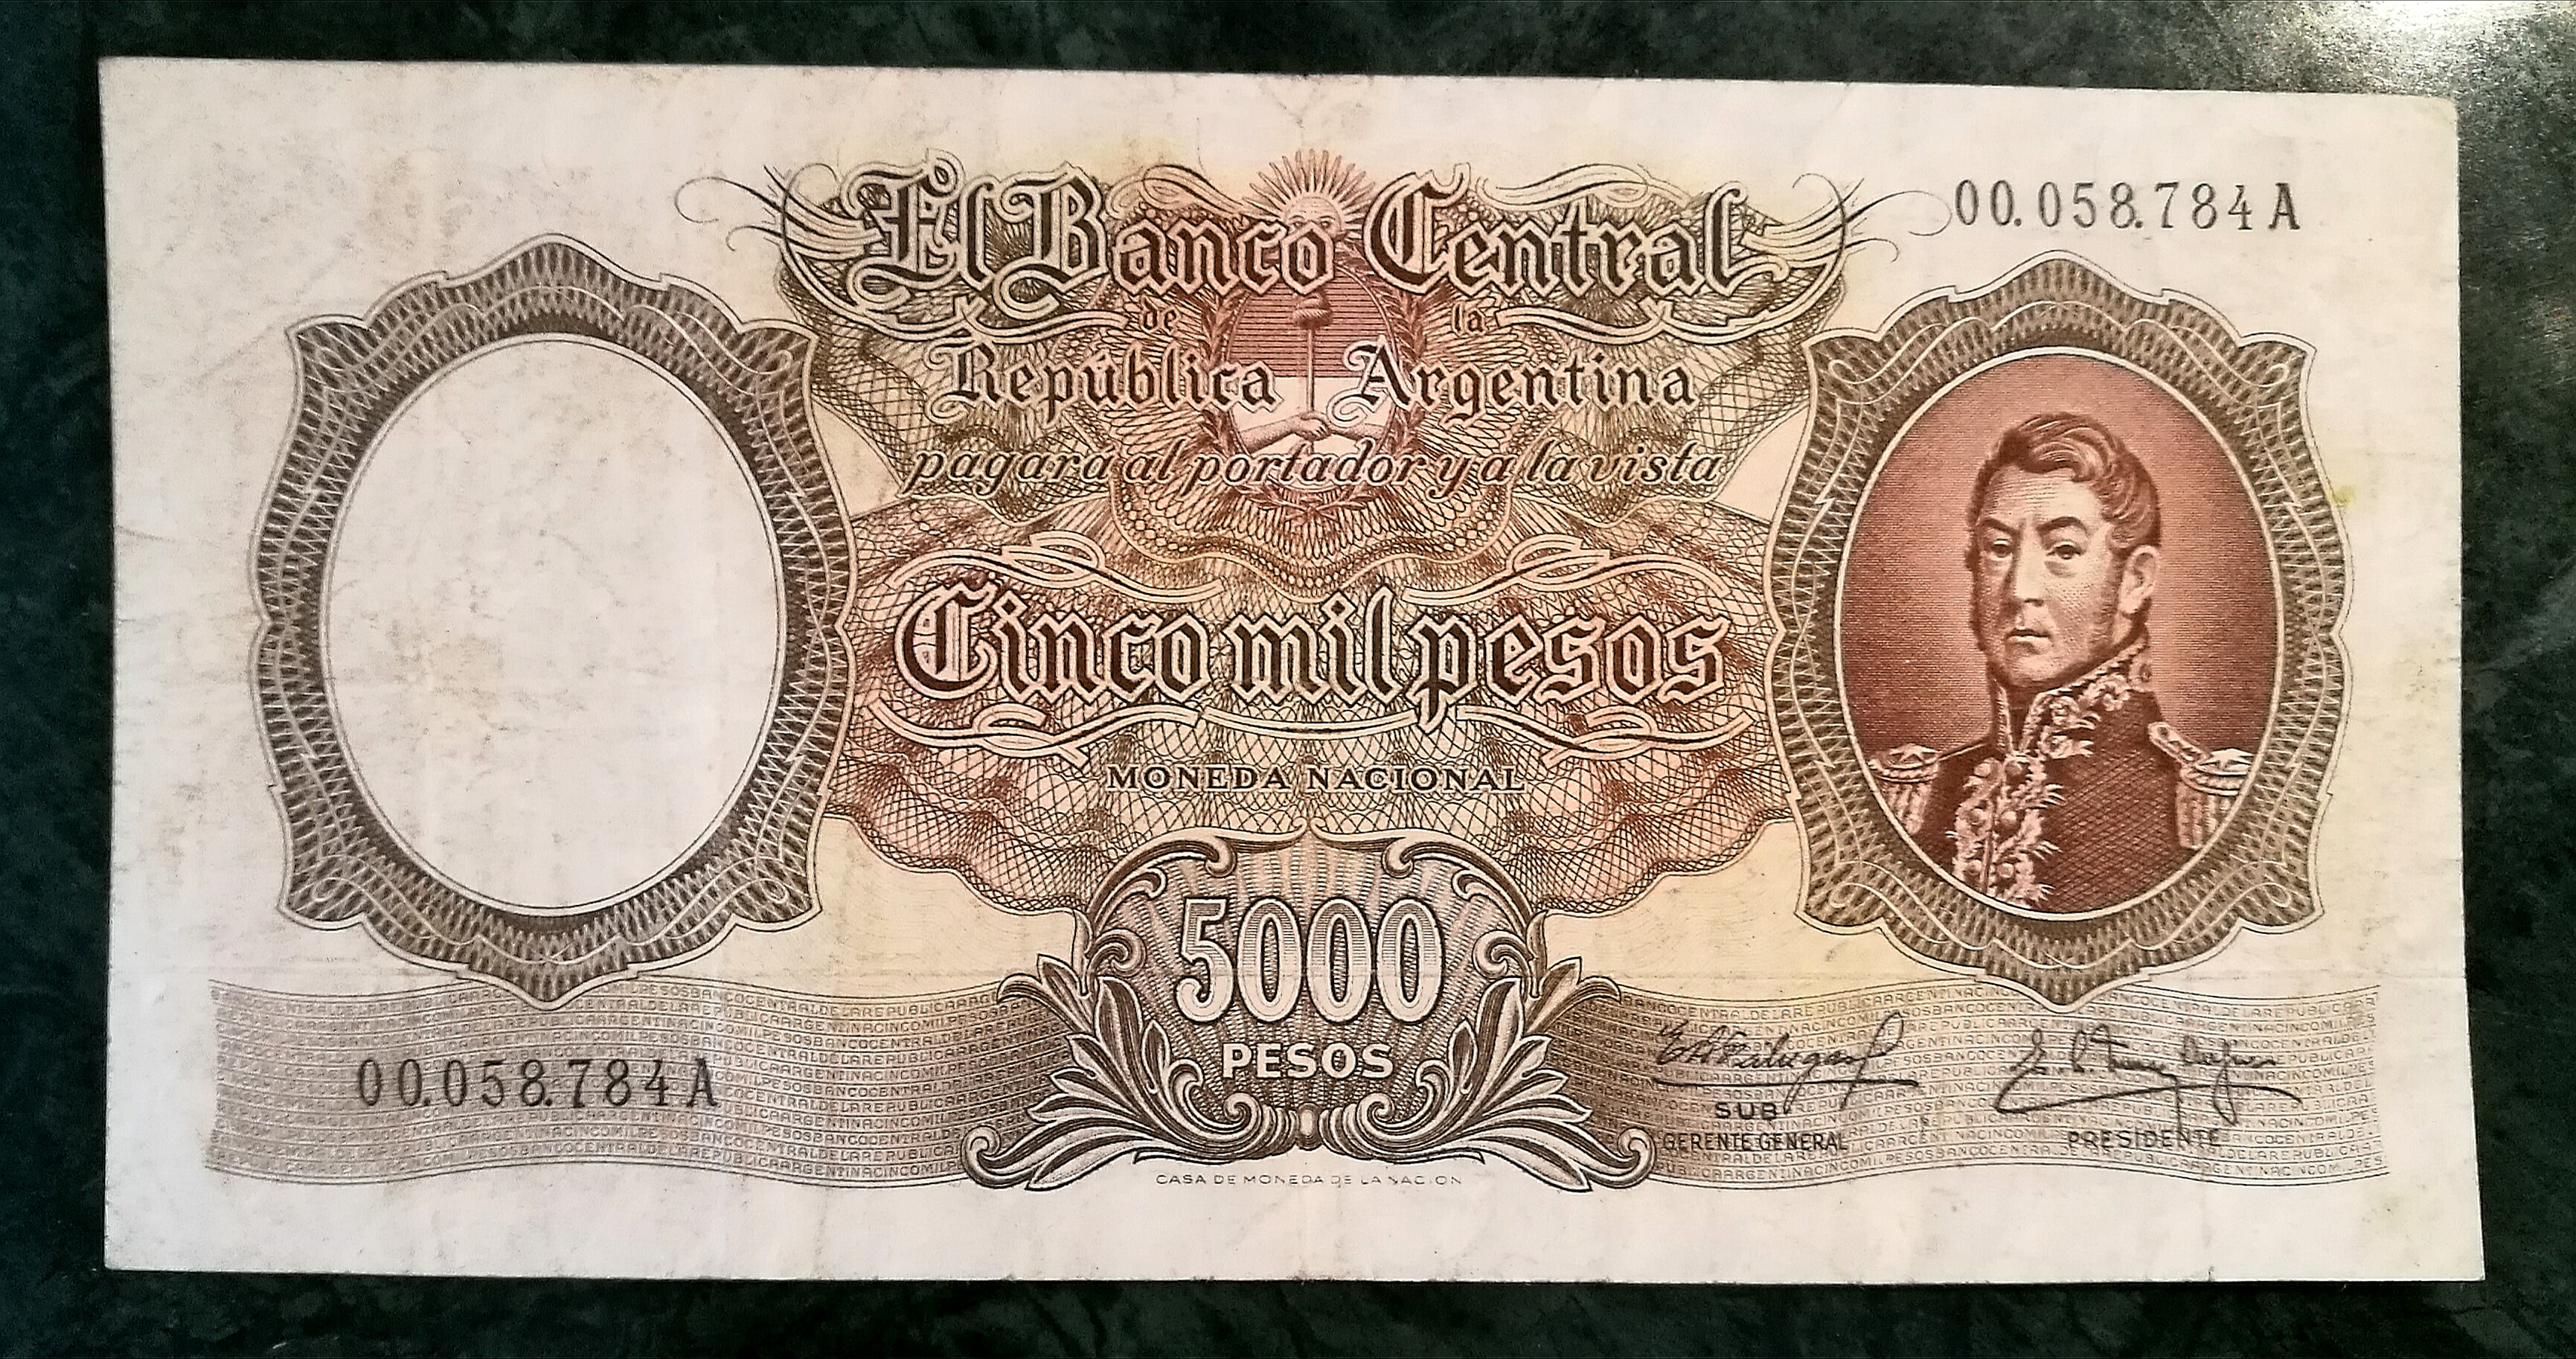 00.058.784 A
El Banco Central
de la
República Argentina
pagará al portador y a la vista
Cinco mil pesos
MONEDA NACIONAL
5000
PESOS
00.058.784 A
SUB
GERENTE GENERAL
PRESIDENTE
CASA DE MONEDA DE LA NACION